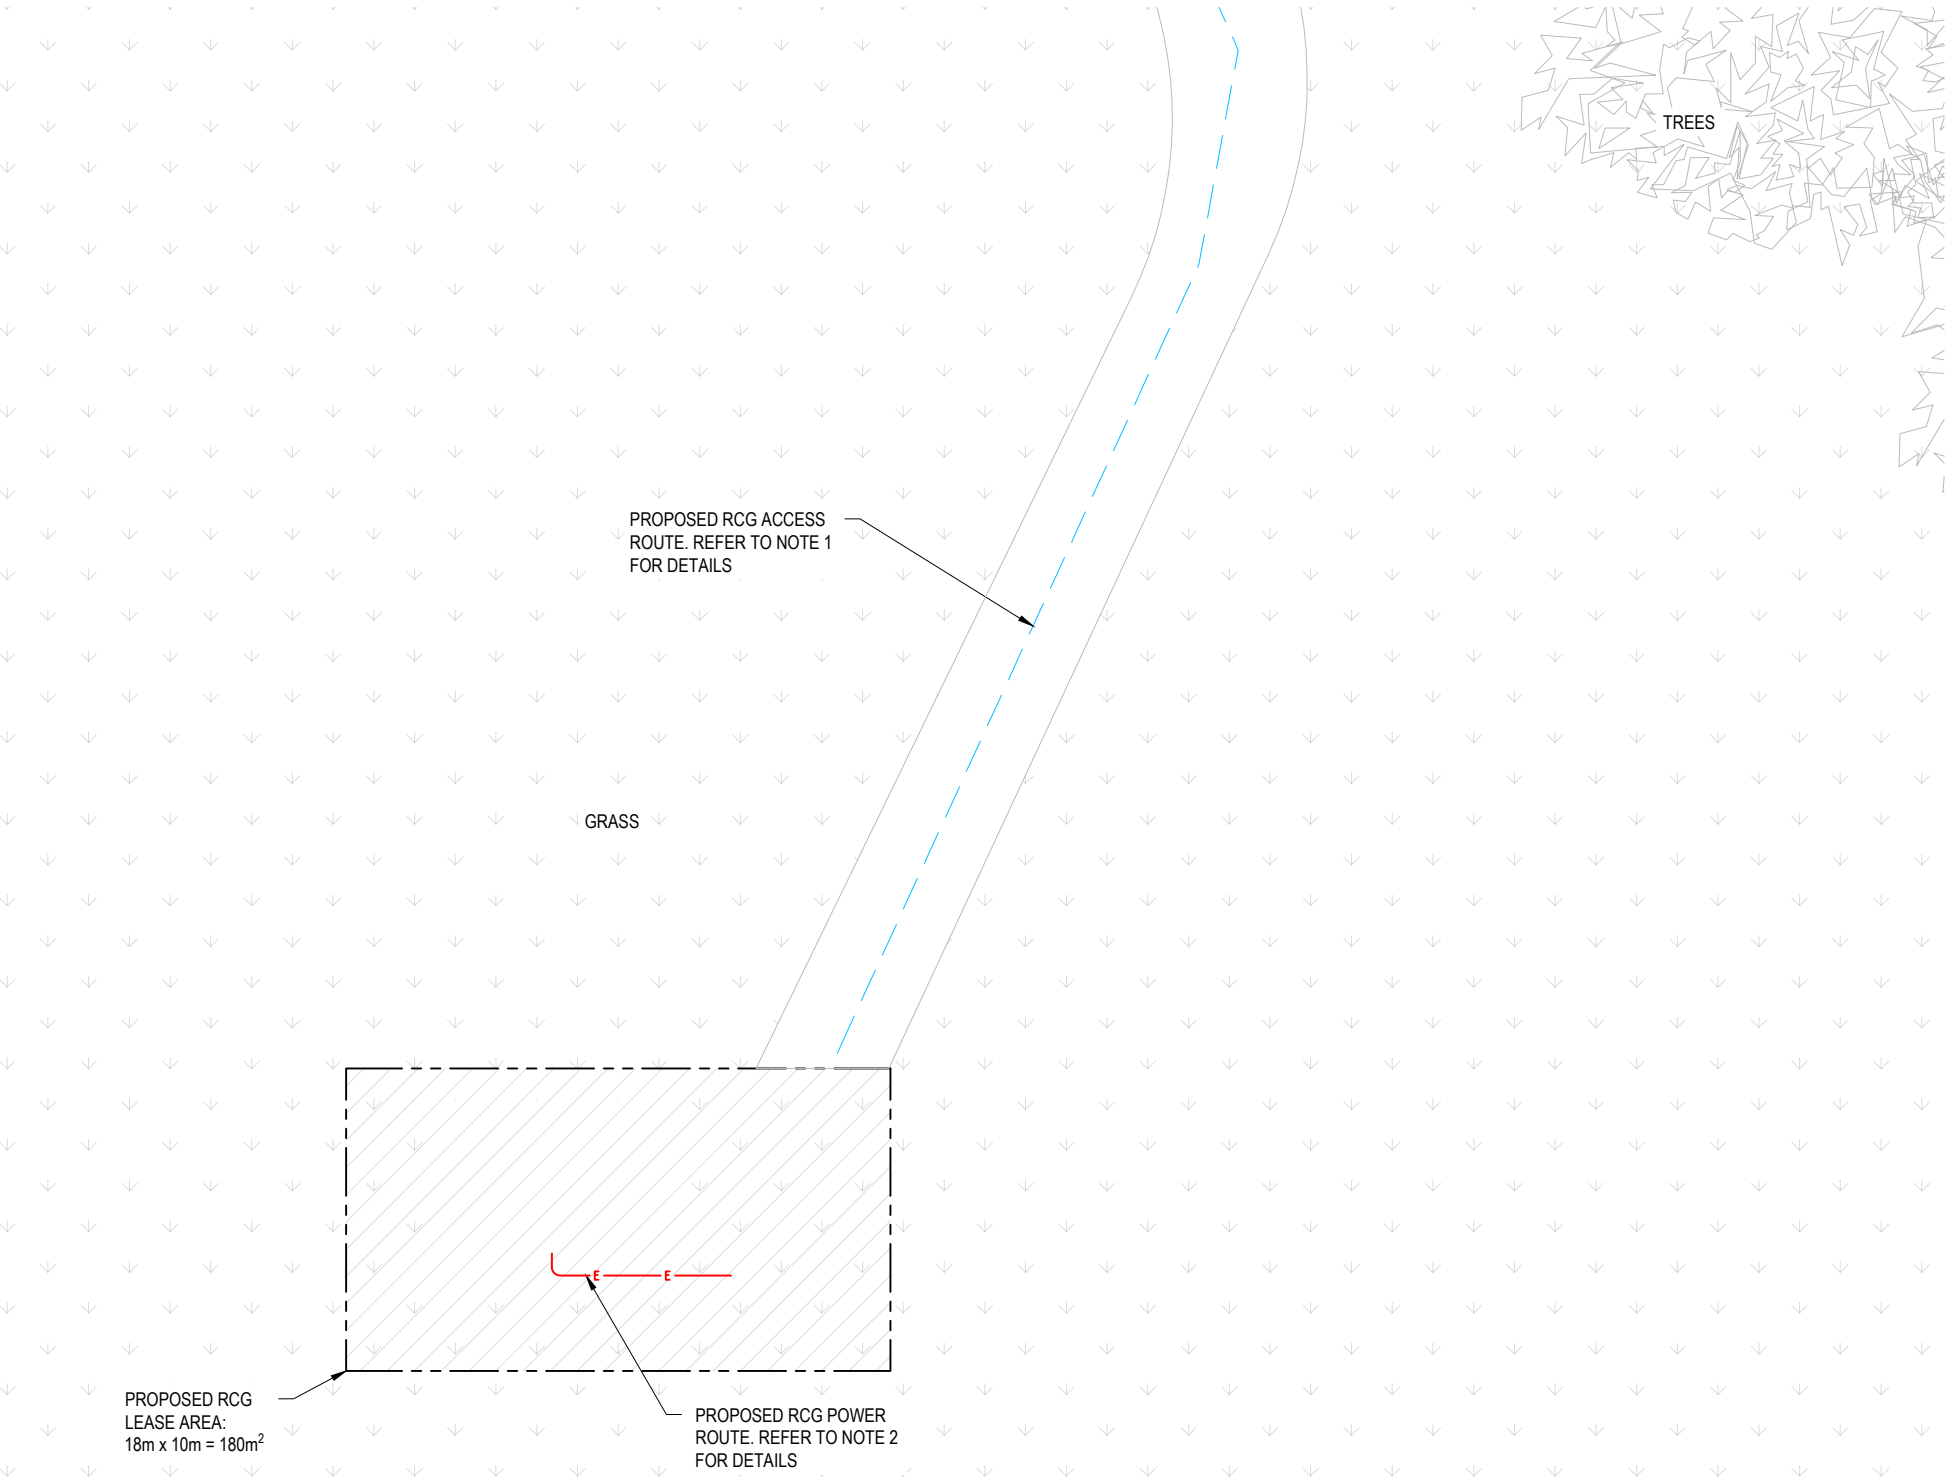 TREES
PROPOSED RCG ACCESS
ROUTE. REFER TO NOTE 1
FOR DETAILS
GRASS
E E
PROPOSED RCG
LEASE AREA:
18m x 10m = 180m²
PROPOSED RCG POWER
ROUTE. REFER TO NOTE 2
FOR DETAILS